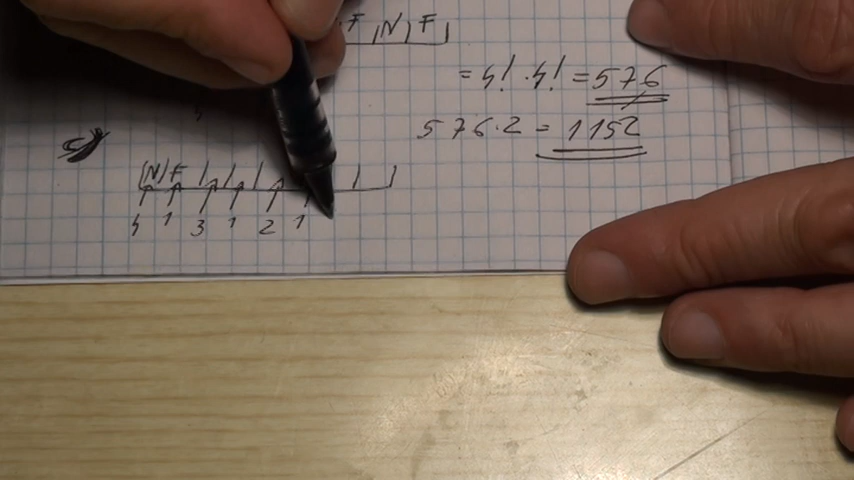 F N F
= 4! · 4! = 576
576·2 = 1152
c)
N F
4 1 3 1 2 1